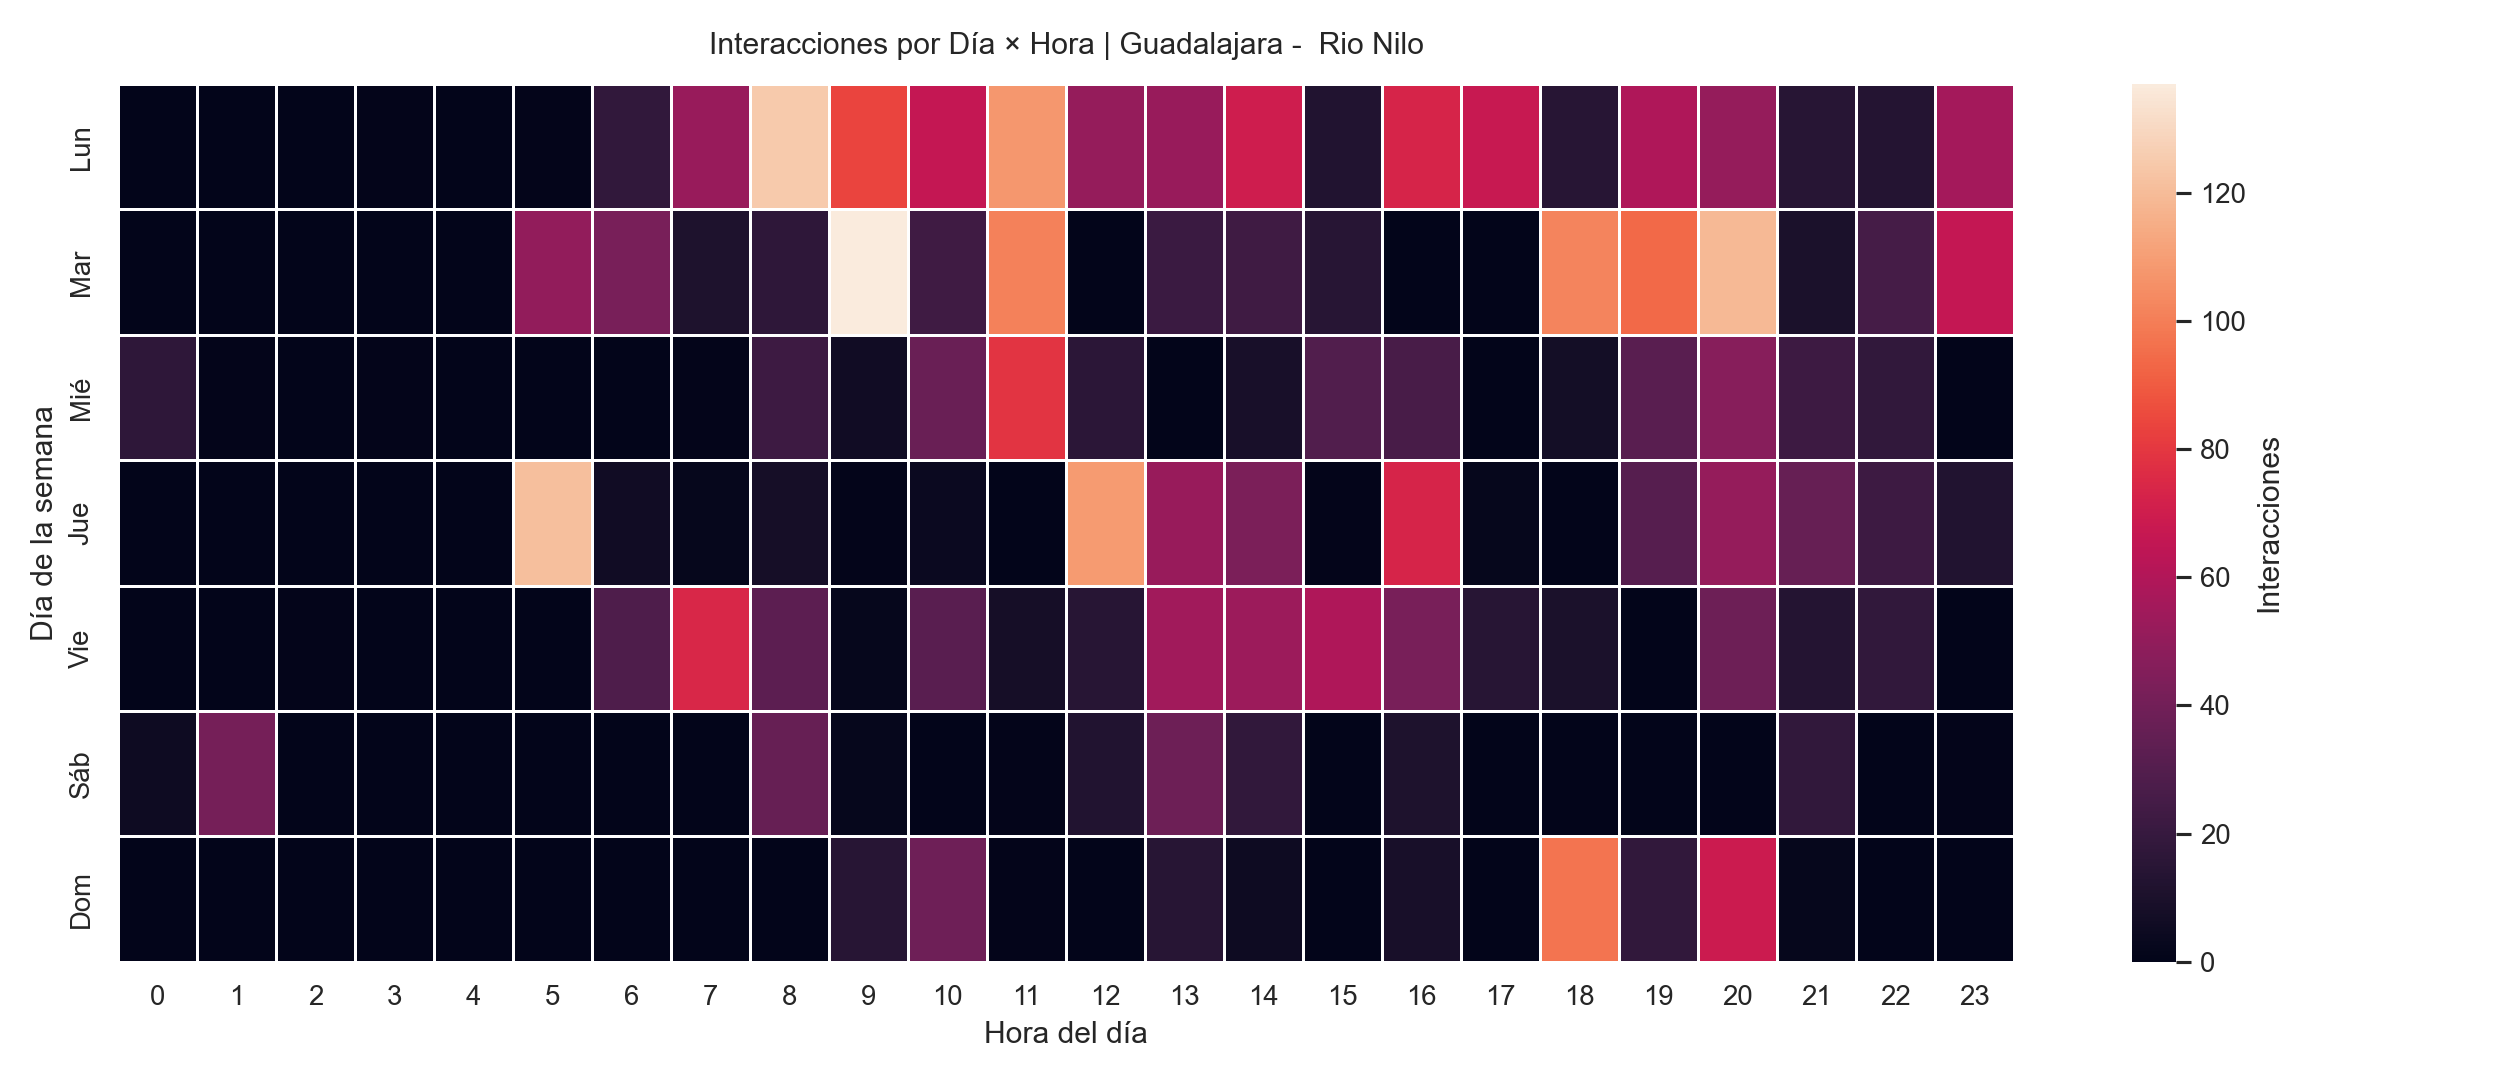 Interacciones por Día × Hora | Guadalajara -  Rio Nilo
Día de la semana
Lun
Mar
Mié
Jue
Vie
Sáb
Dom
0 1 2 3 4 5 6 7 8 9 10 11 12 13 14 15 16 17 18 19 20 21 22 23
Hora del día
120
100
80
60
40
20
0
Interacciones